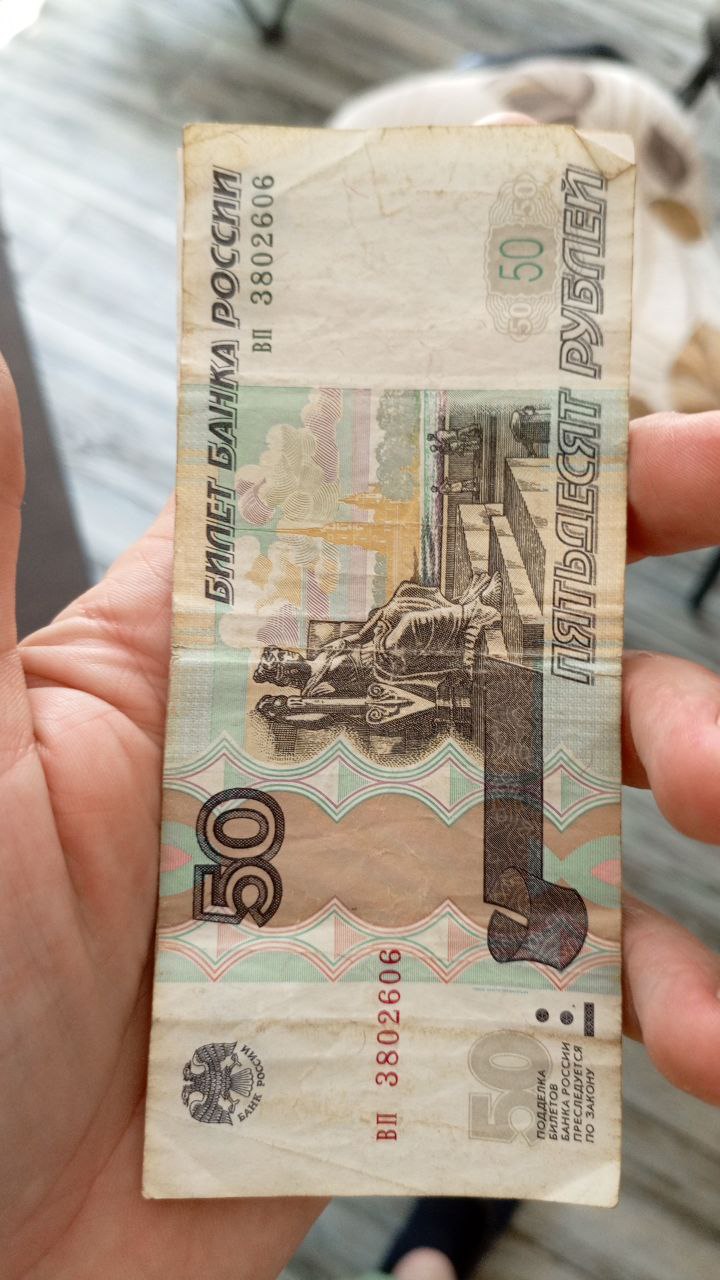 БАНК РОССИИ
50
БИЛЕТ БАНКА РОССИИ
ВП 3802606
ВП 3802606
50
ПОДДЕЛКА
БИЛЕТОВ
БАНКА РОССИИ
ПРЕСЛЕДУЕТСЯ
ПО ЗАКОНУ
50 50 50
ПЯТЬДЕСЯТ РУБЛЕЙ